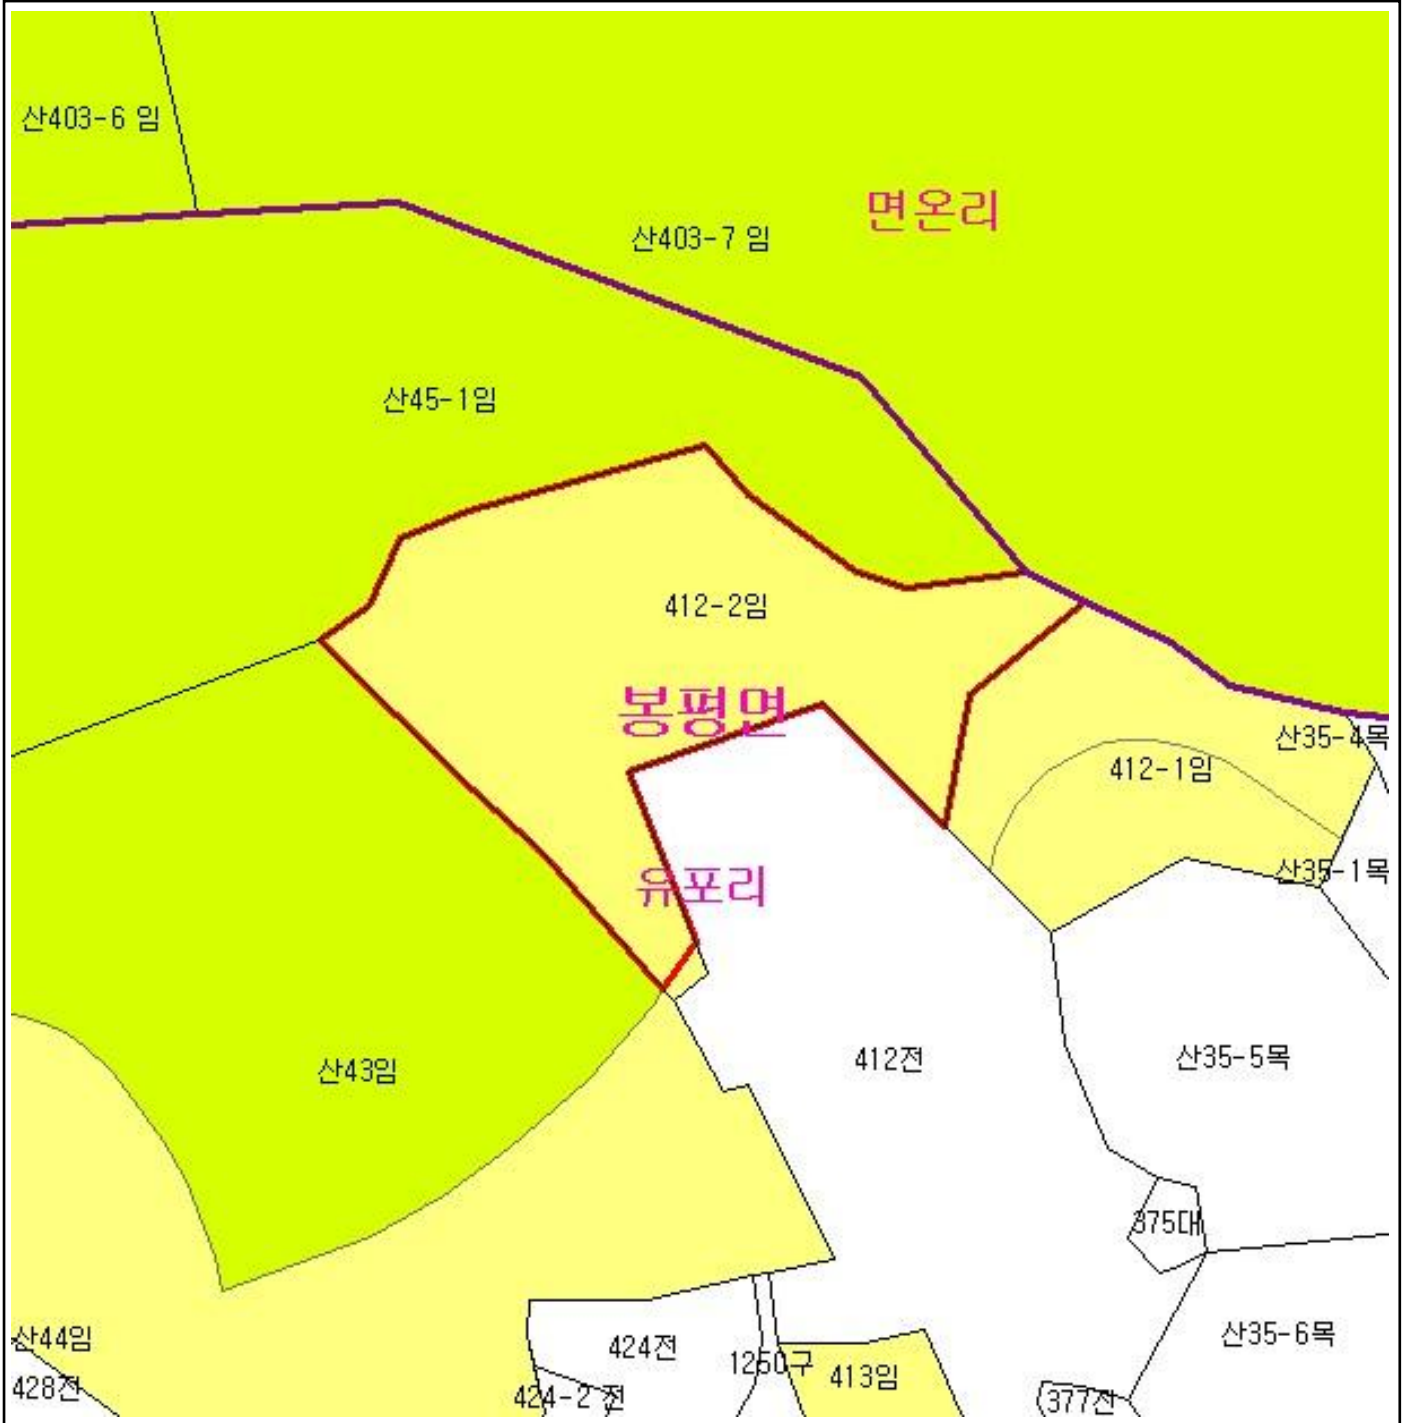 산403-6 임
면온리
산403-7 임
산45-1임
412-2임
봉평면
산35-4목
412-1임
유포리
산35-1목
412전
산35-5목
산43임
375대
산44임
424전
산35-6목
1250구
413임
428전
424-2 전
377전